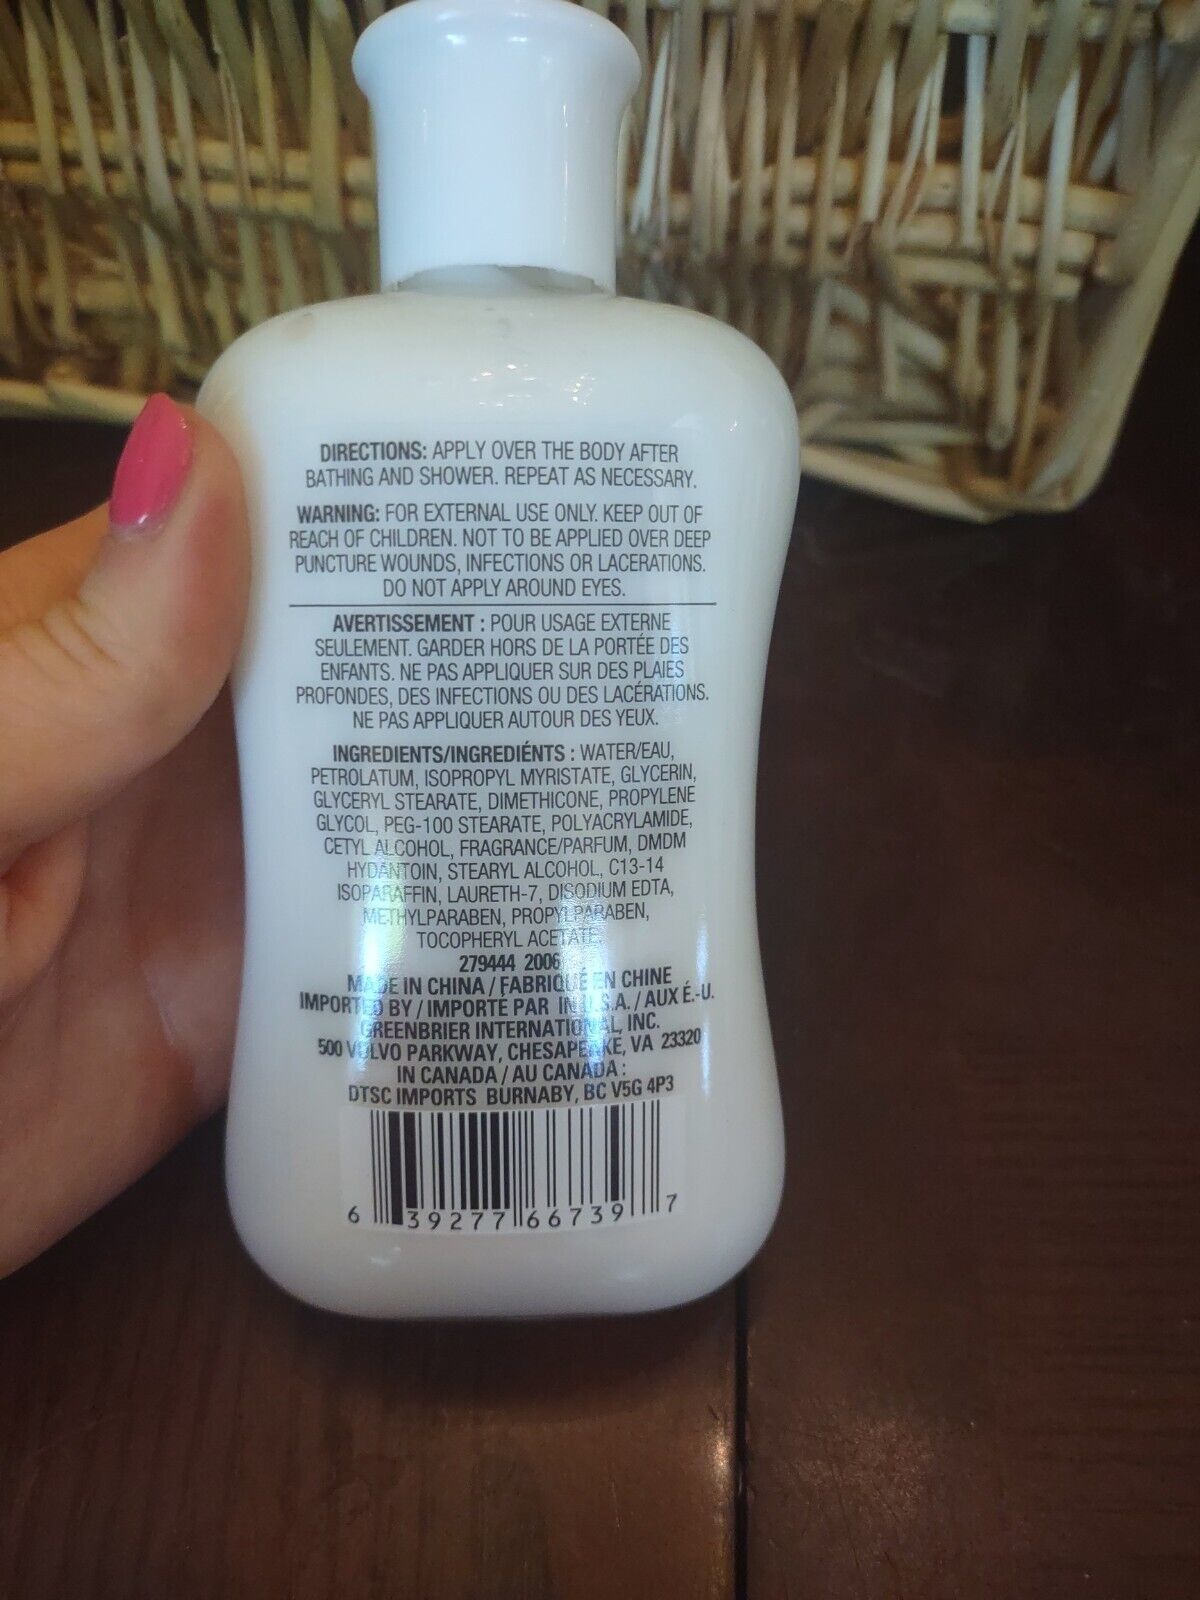 DIRECTIONS: APPLY OVER THE BODY AFTER
BATHING AND SHOWER. REPEAT AS NECESSARY.
WARNING: FOR EXTERNAL USE ONLY. KEEP OUT OF
REACH OF CHILDREN. NOT TO BE APPLIED OVER DEEP
PUNCTURE WOUNDS, INFECTIONS OR LACERATIONS.
DO NOT APPLY AROUND EYES.
AVERTISSEMENT : POUR USAGE EXTERNE
SEULEMENT. GARDER HORS DE LA PORTÉE DES
ENFANTS. NE PAS APPLIQUER SUR DES PLAIES
PROFONDES, DES INFECTIONS OU DES LACÉRATIONS.
NE PAS APPLIQUER AUTOUR DES YEUX.
INGREDIENTS/INGREDIÉNTS : WATER/EAU,
PETROLATUM, ISOPROPYL MYRISTATE, GLYCERIN,
GLYCERYL STEARATE, DIMETHICONE, PROPYLENE
GLYCOL, PEG-100 STEARATE, POLYACRYLAMIDE,
CETYL ALCOHOL, FRAGRANCE/PARFUM, DMDM
HYDANTOIN, STEARYL ALCOHOL, C13-14
ISOPARAFFIN, LAURETH-7, DISODIUM EDTA,
METHYLPARABEN, PROPYLPARABEN,
TOCOPHERYL ACETATE.
279444 2006
MADE IN CHINA / FABRIQUÉ EN CHINE
IMPORTED BY / IMPORTÉ PAR IN U.S.A. / AUX É.-U.
GREENBRIER INTERNATIONAL, INC.
500 VOLVO PARKWAY, CHESAPEAKE, VA 23320
IN CANADA / AU CANADA :
DTSC IMPORTS BURNABY, BC V5G 4P3
6 39277 66739 7